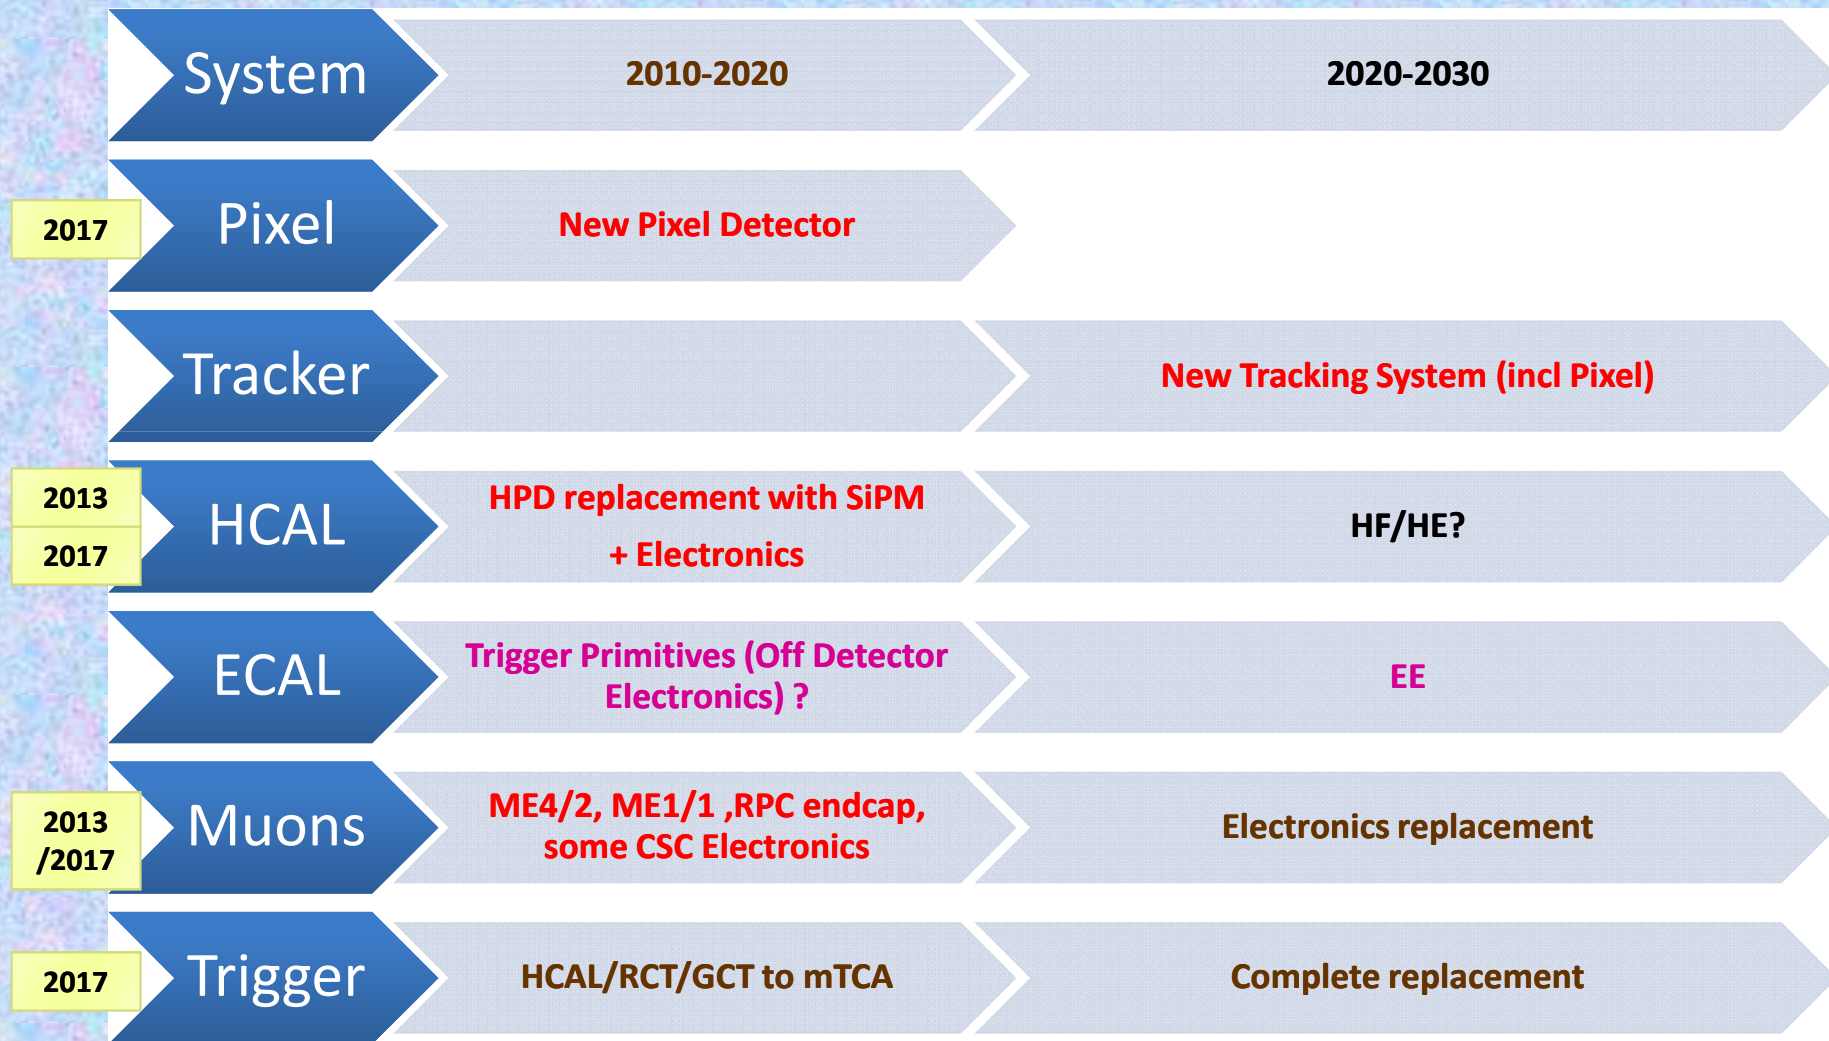 System
2010-2020
2020-2030
2017
Pixel
New Pixel Detector
Tracker
New Tracking System (incl Pixel)
2013
2017
HCAL
HPD replacement with SiPM
+ Electronics
HF/HE?
ECAL
Trigger Primitives (Off Detector
Electronics) ?
EE
2013
/2017
Muons
ME4/2, ME1/1 ,RPC endcap,
some CSC Electronics
Electronics replacement
2017
Trigger
HCAL/RCT/GCT to mTCA
Complete replacement